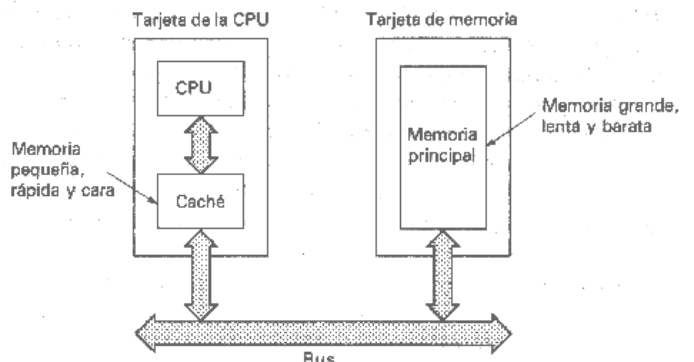 Tarjeta de la CPU
Tarjeta de memoria
CPU
Memoria
pequeña,
rápida y cara
Caché
Memoria
principal
Memoria grande,
lenta y barata
Bus